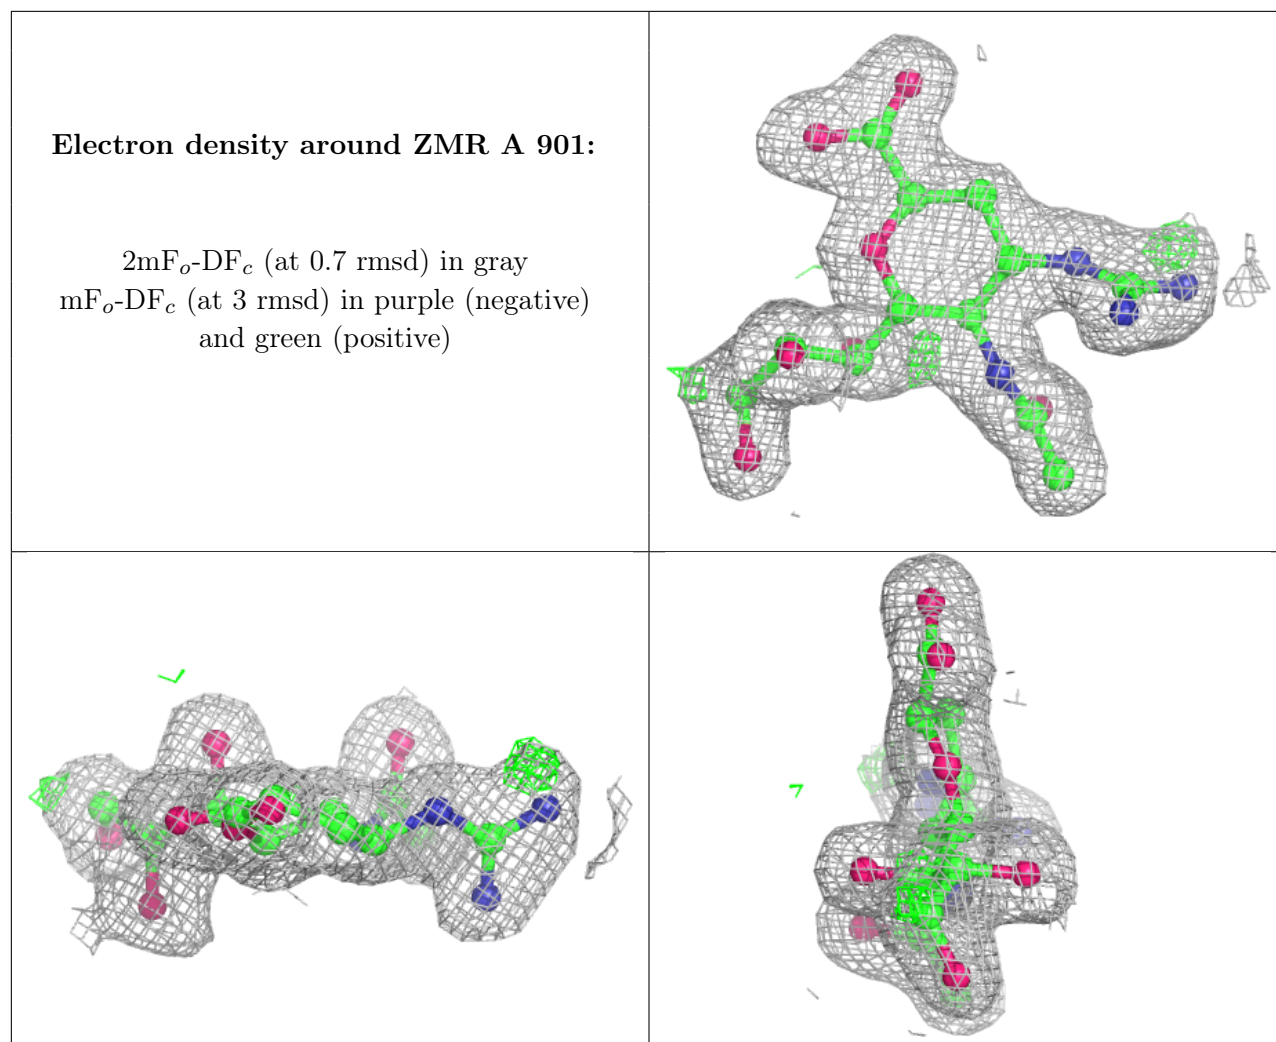 Electron density around ZMR A 901:
2mFo-DFc (at 0.7 rmsd) in gray
mFo-DFc (at 3 rmsd) in purple (negative)
and green (positive)